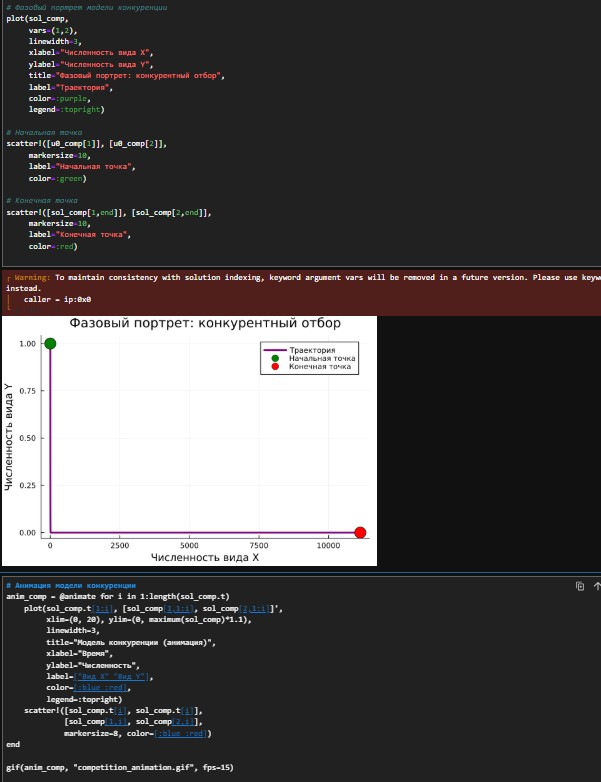 # Фазовый портрет модели конкуренции
plot(sol_comp,
vars=(1,2),
linewidth=3,
xlabel="Численность вида X",
ylabel="Численность вида Y",
title="Фазовый портрет: конкурентный отбор",
label="Траектория",
color=:purple,
legend=:topright)
# Начальная точка
scatter!([u0_comp[1]], [u0_comp[2]],
markersize=10,
label="Начальная точка",
color=:green)
# Конечная точка
scatter!([sol_comp[1,end]], [sol_comp[2,end]],
markersize=10,
label="Конечная точка",
color=:red)
Warning: To maintain consistency with solution indexing, keyword argument vars will be removed in a future version. Please use keyw
instead.
caller = ip:0x0
Фазовый портрет: конкурентный отбор
Траектория
Начальная точка
Конечная точка
1.00
0.75
0.50
0.25
0.00
Численность вида Y
0 2500 5000 7500 10000
Численность вида X
# Анимация модели конкуренции
anim_comp = @animate for i in 1:length(sol_comp.t)
plot(sol_comp.t[1:i], [sol_comp[1,1:i], sol_comp[2,1:i]]',
xlim=(0, 20), ylim=(0, maximum(sol_comp)*1.1),
linewidth=3,
title="Модель конкуренции (анимация)",
xlabel="Время",
ylabel="Численность",
label=["Вид X" "Вид Y"],
color=[:blue :red],
legend=:topright)
scatter!([sol_comp.t[i], sol_comp.t[i]],
[sol_comp[1,i], sol_comp[2,i]],
markersize=8, color=[:blue :red])
end
gif(anim_comp, "competition_animation.gif", fps=15)